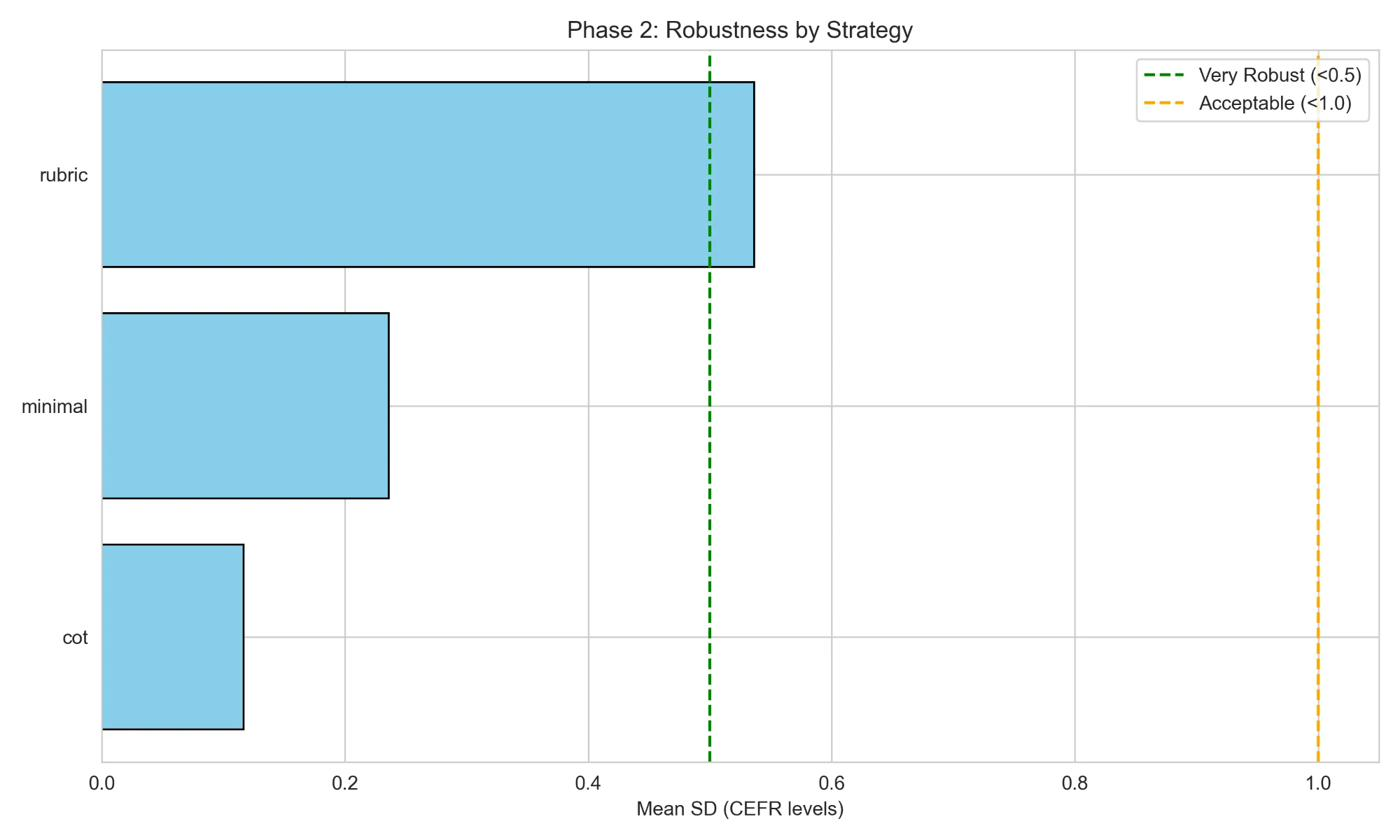 Phase 2: Robustness by Strategy
Very Robust (<0.5)
Acceptable (<1.0)
rubric
minimal
cot
0.0 0.2 0.4 0.6 0.8 1.0
Mean SD (CEFR levels)